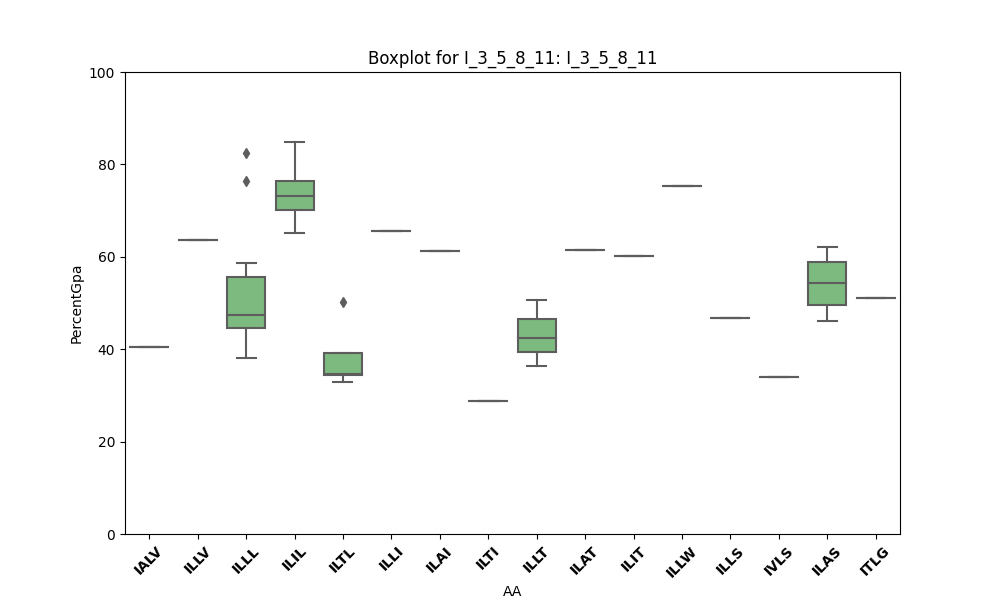 Boxplot for I_3_5_8_11: I_3_5_8_11
100
80
60
40
20
0
PercentGpa
IALV
ILLV
ILLL
ILIL
ILTL
ILLI
ILAI
ILTI
ILLT
ILAT
ILIT
ILLW
ILLS
IVLS
ILAS
ITLG
AA